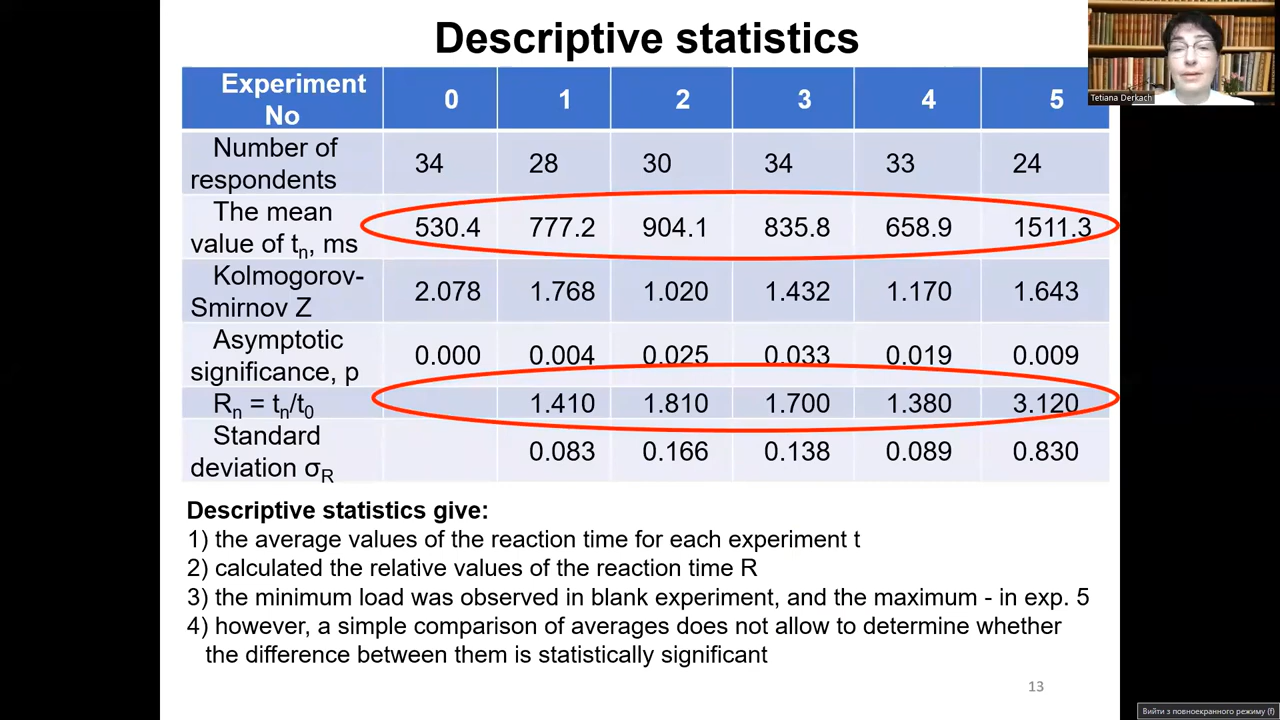 Descriptive statistics
Experiment No 0 1 2 3 4 5
Number of respondents 34 28 30 34 33 24
The mean value of tn, ms 530.4 777.2 904.1 835.8 658.9 1511.3
Kolmogorov-Smirnov Z 2.078 1.768 1.020 1.432 1.170 1.643
Asymptotic significance, p 0.000 0.004 0.025 0.033 0.019 0.009
Rn = tn/t0 1.410 1.810 1.700 1.380 3.120
Standard deviation σR 0.083 0.166 0.138 0.089 0.830
Descriptive statistics give:
1) the average values of the reaction time for each experiment t
2) calculated the relative values of the reaction time R
3) the minimum load was observed in blank experiment, and the maximum - in exp. 5
4) however, a simple comparison of averages does not allow to determine whether
the difference between them is statistically significant
13
Tetiana Derkach
Вийти з повноекранного режиму (f)